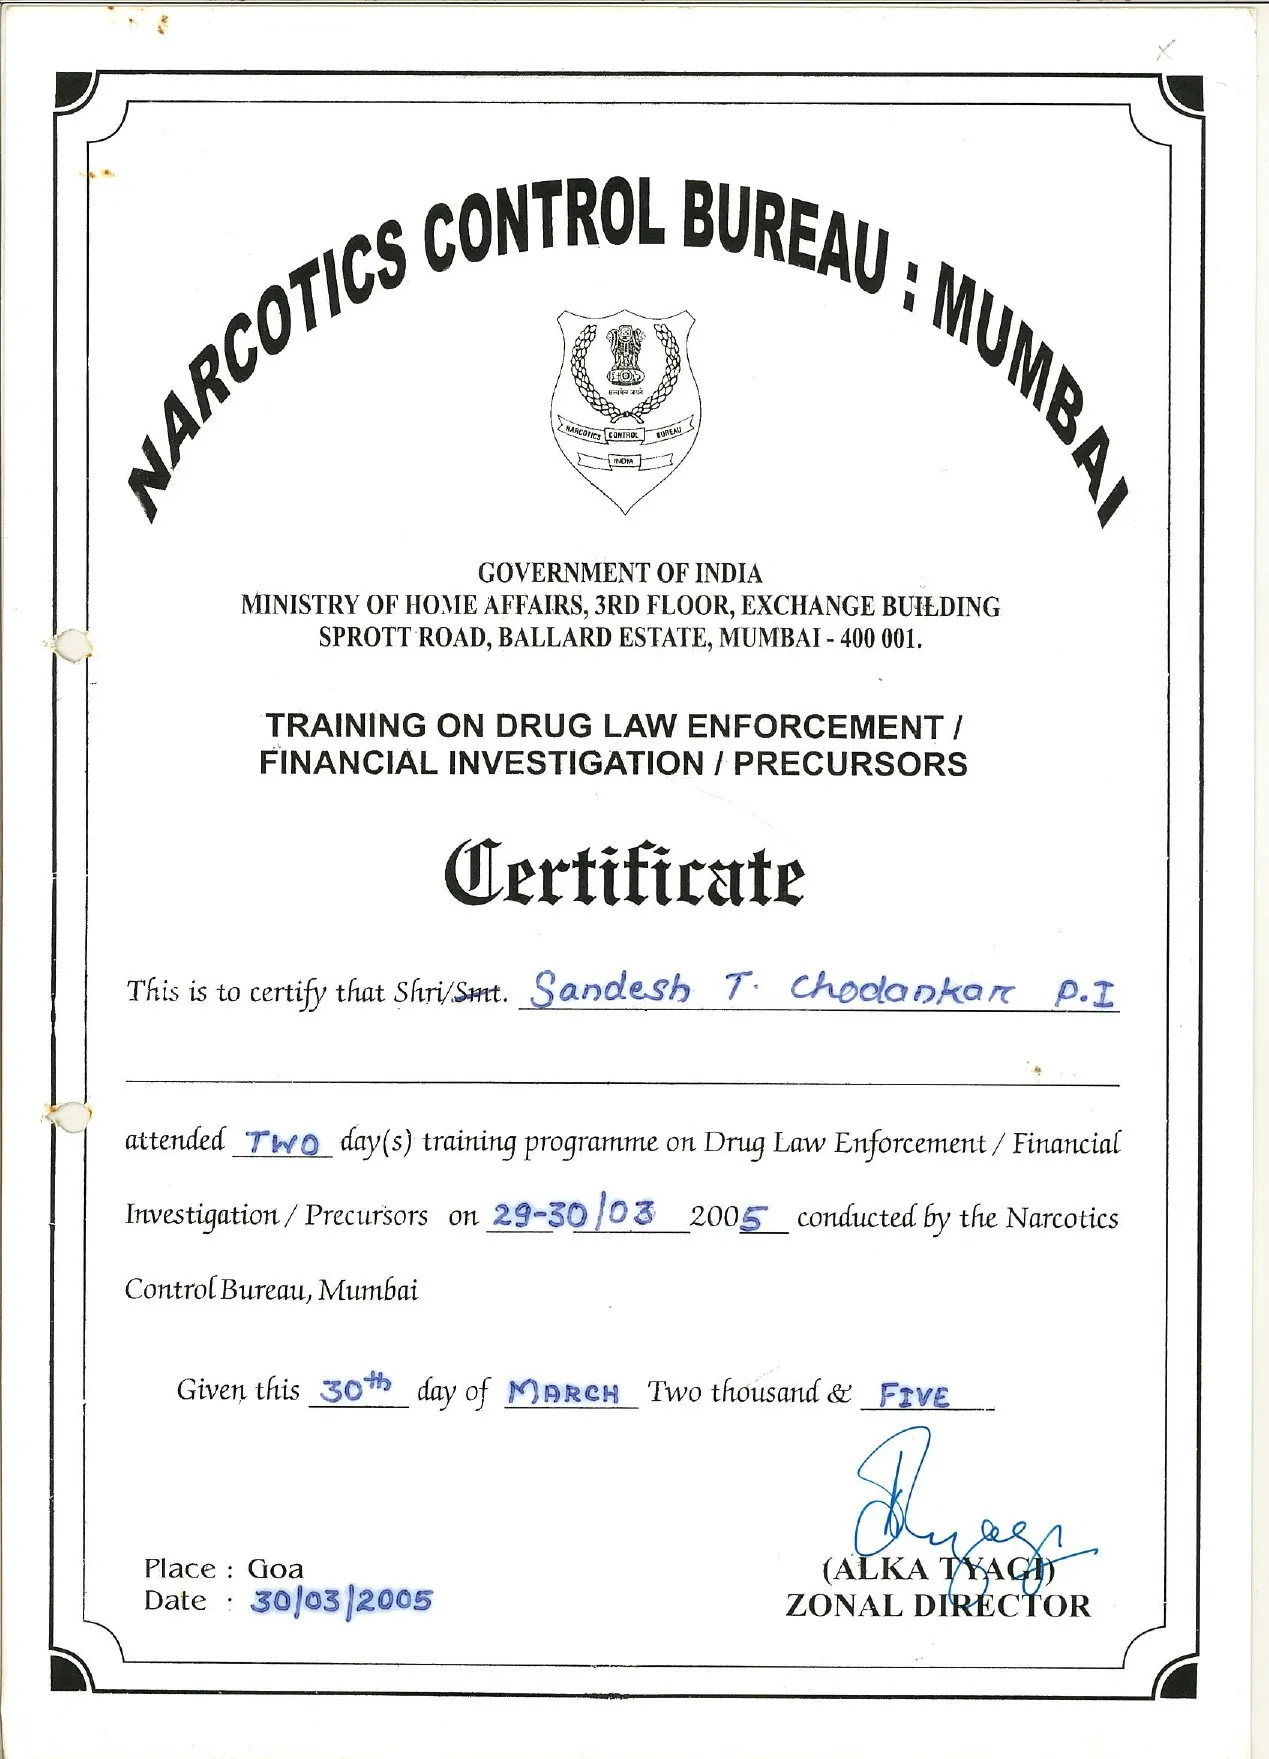 NARCOTICS CONTROL BUREAU : MUMBAI
सत्यमेव जयते
NARCOTICS CONTROL BUREAU
INDIA
GOVERNMENT OF INDIA
MINISTRY OF HOME AFFAIRS, 3RD FLOOR, EXCHANGE BUILDING
SPROTT ROAD, BALLARD ESTATE, MUMBAI - 400 001.
TRAINING ON DRUG LAW ENFORCEMENT /
FINANCIAL INVESTIGATION / PRECURSORS
Certificate
This is to certify that Shri/Smt. Sandesh T. Chodankar P.I
attended TWO day(s) training programme on Drug Law Enforcement / Financial
Investigation / Precursors on 29-30/03 2005 conducted by the Narcotics
Control Bureau, Mumbai
Given this 30th day of MARCH Two thousand & FIVE
Place : Goa
Date : 30/03/2005
(ALKA TYAGI)
ZONAL DIRECTOR